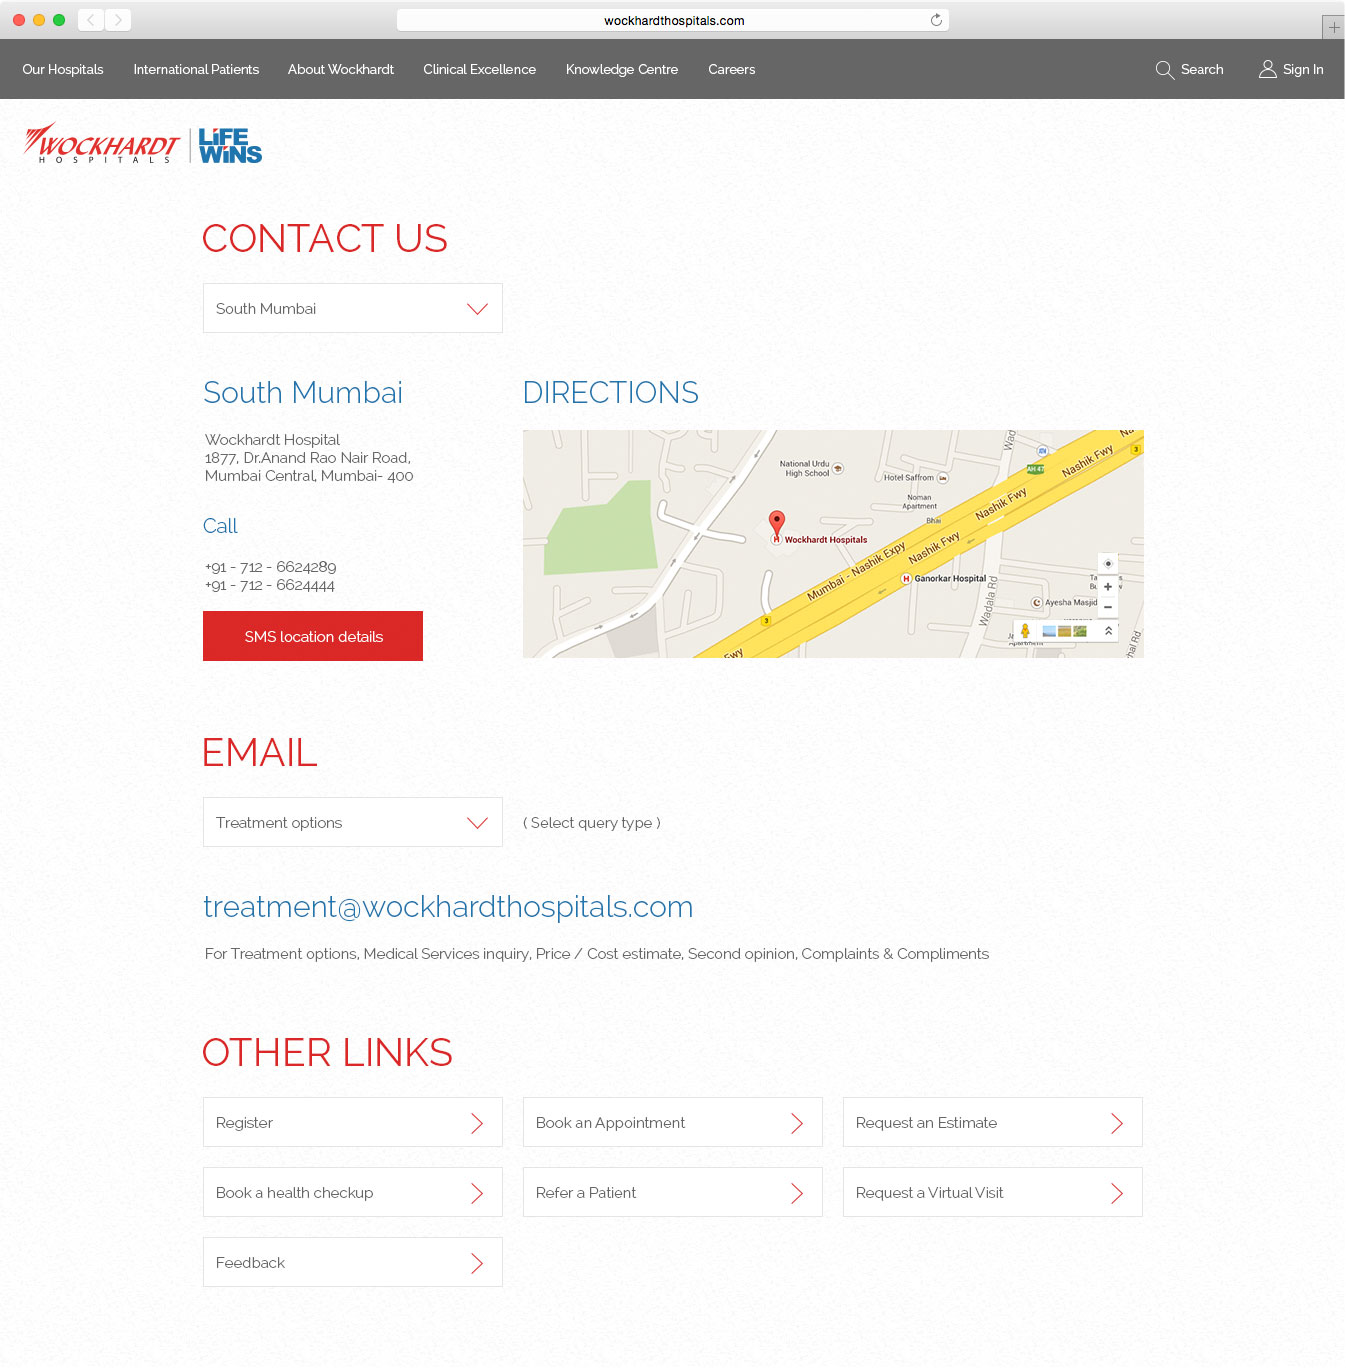 wockhardthospitals.com
Our Hospitals
International Patients
About Wockhardt
Clinical Excellence
Knowledge Centre
Careers
Search
Sign In
WOCKHARDT
HOSPITALS
LiFE
WiNS
CONTACT US
South Mumbai
South Mumbai
Wockhardt Hospital
1877, Dr.Anand Rao Nair Road,
Mumbai Central, Mumbai- 400
Call
+91 - 712 - 6624289
+91 - 712 - 6624444
SMS location details
DIRECTIONS
National Urdu
High School
Hotel Saffrom
Noman
Apartment
Bhai
AH 47
3
Nashik Fwy
Nashik Fwy
Nashik Fwy
Wockhardt Hospitals
Mumbai - Nashik Expy
Ganorkar Hospital
Wadala Rd
Ayesha Masjid
3
EMAIL
Treatment options
( Select query type )
treatment@wockhardthospitals.com
For Treatment options, Medical Services inquiry, Price / Cost estimate, Second opinion, Complaints & Compliments
OTHER LINKS
Register
Book an Appointment
Request an Estimate
Book a health checkup
Refer a Patient
Request a Virtual Visit
Feedback